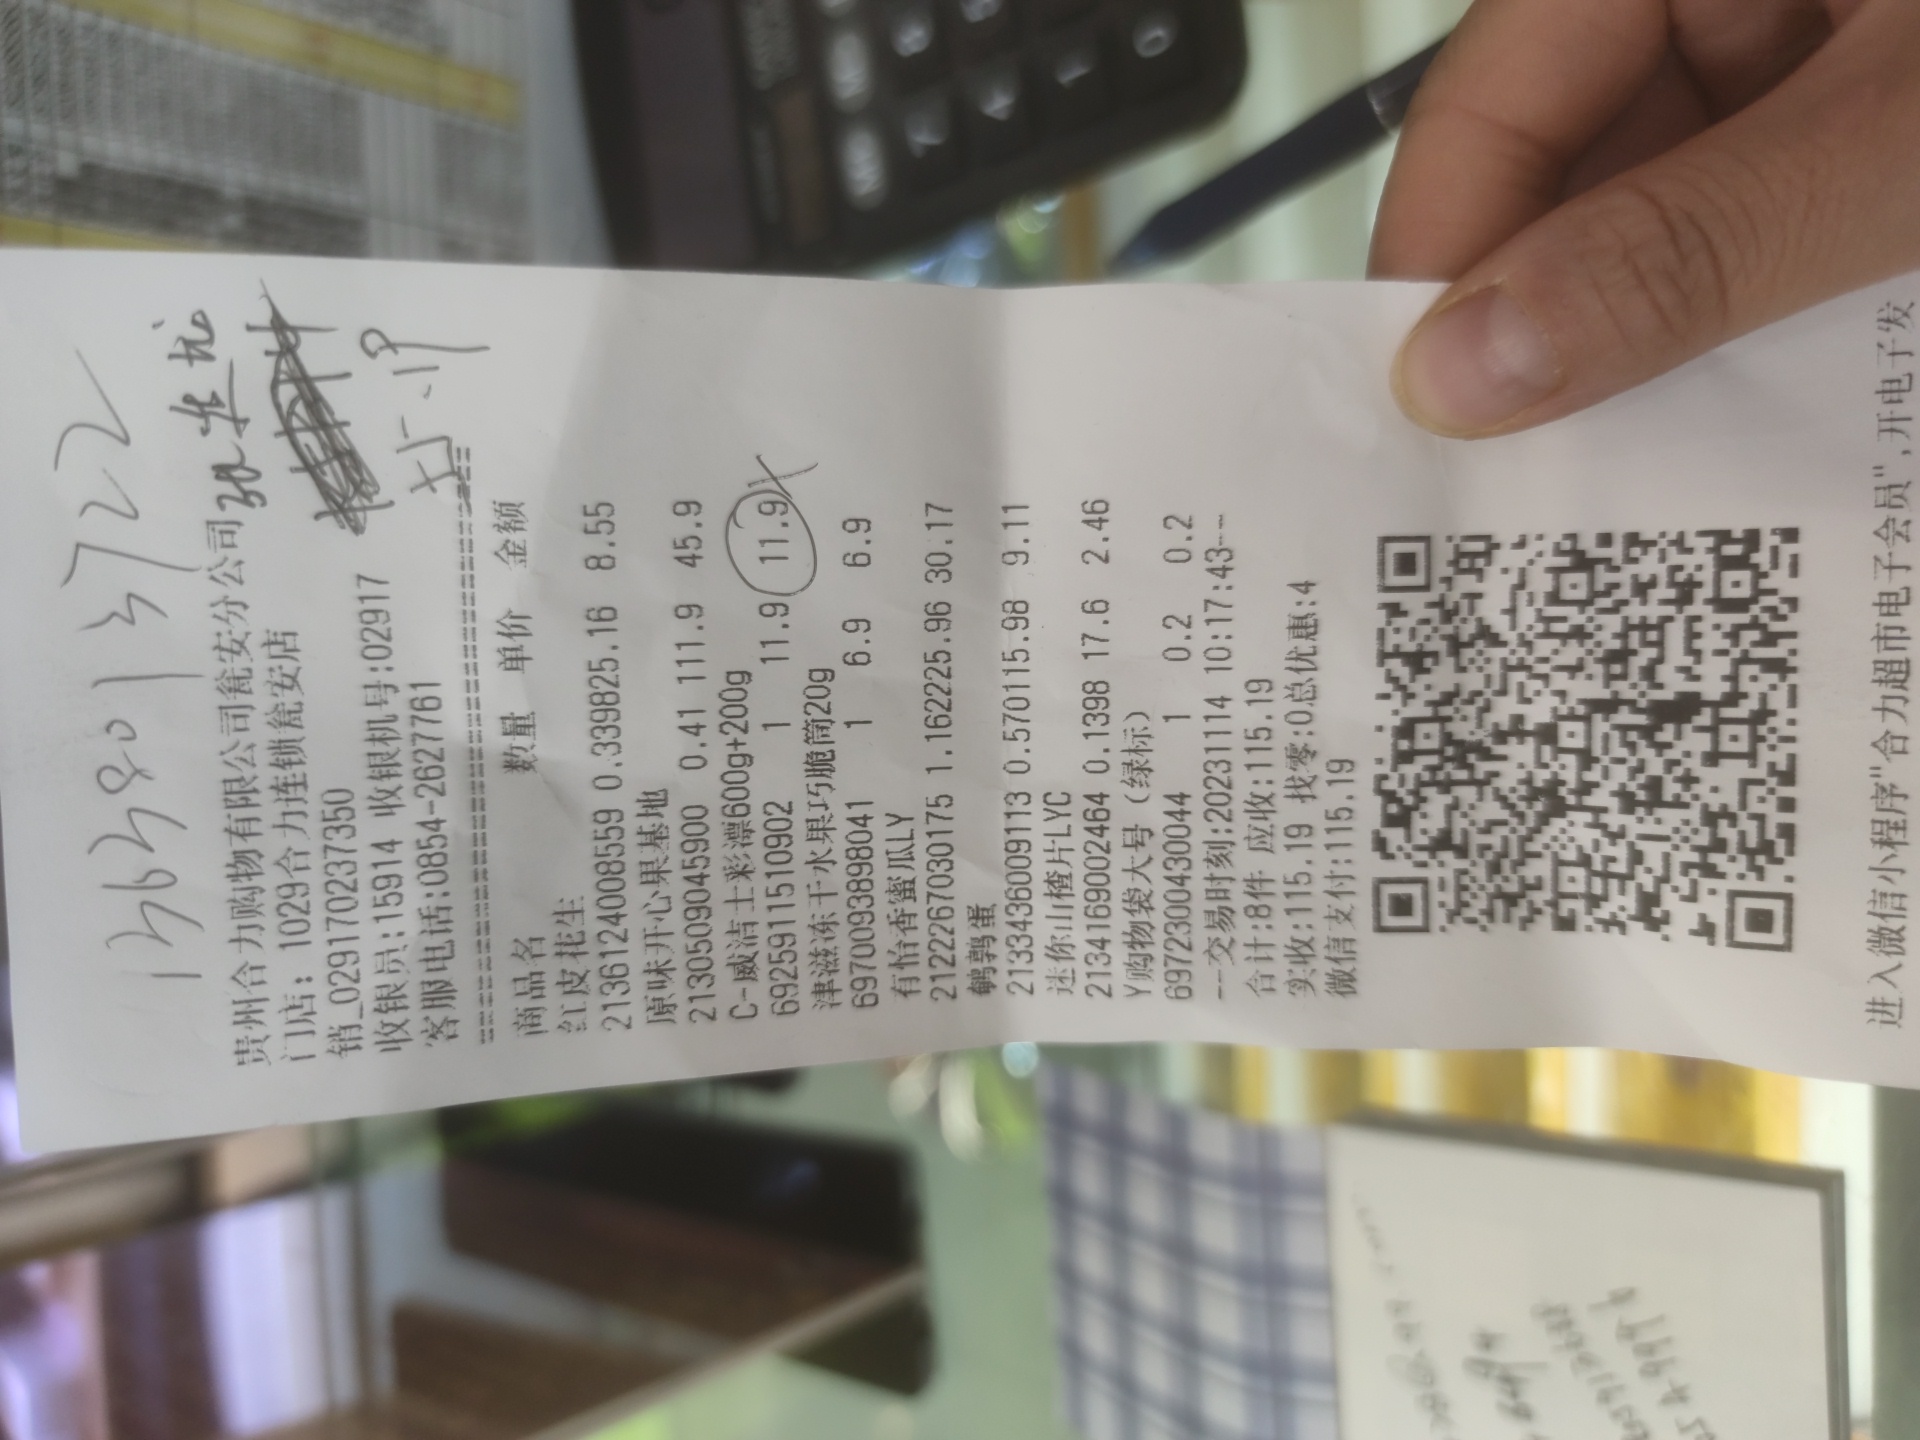 13638013722
贵州合力购物有限公司瓮安分公司
门店：1029合力连锁瓮安店
销_0291702237350
收银员:15914 收银机号:02917
客服电话:0854-2627761
==============================
商品名 数量 单价 金额
红皮花生
2136124008559 0.339825.16 8.55
原味开心果基地
2130509045900 0.41 111.9 45.9
C-威洁士彩漂600g+200g
6925911510902 1 11.9 11.9
津滋冻干水果巧脆筒20g
6970093898041 1 6.9 6.9
有怡香蜜瓜LY
2122267030175 1.162225.96 30.17
鹌鹑蛋
2133436009113 0.570115.98 9.11
迷你山楂片LYC
2134169002464 0.1398 17.6 2.46
Y购物袋大号（绿标）
6972300430044 1 0.2 0.2
---交易时刻:20231114 10:17:43---
合计:8件 应收:115.19
实收:115.19 找零:0总优惠:4
微信支付:115.19
进入微信小程序"合力超市电子会员",开电子发